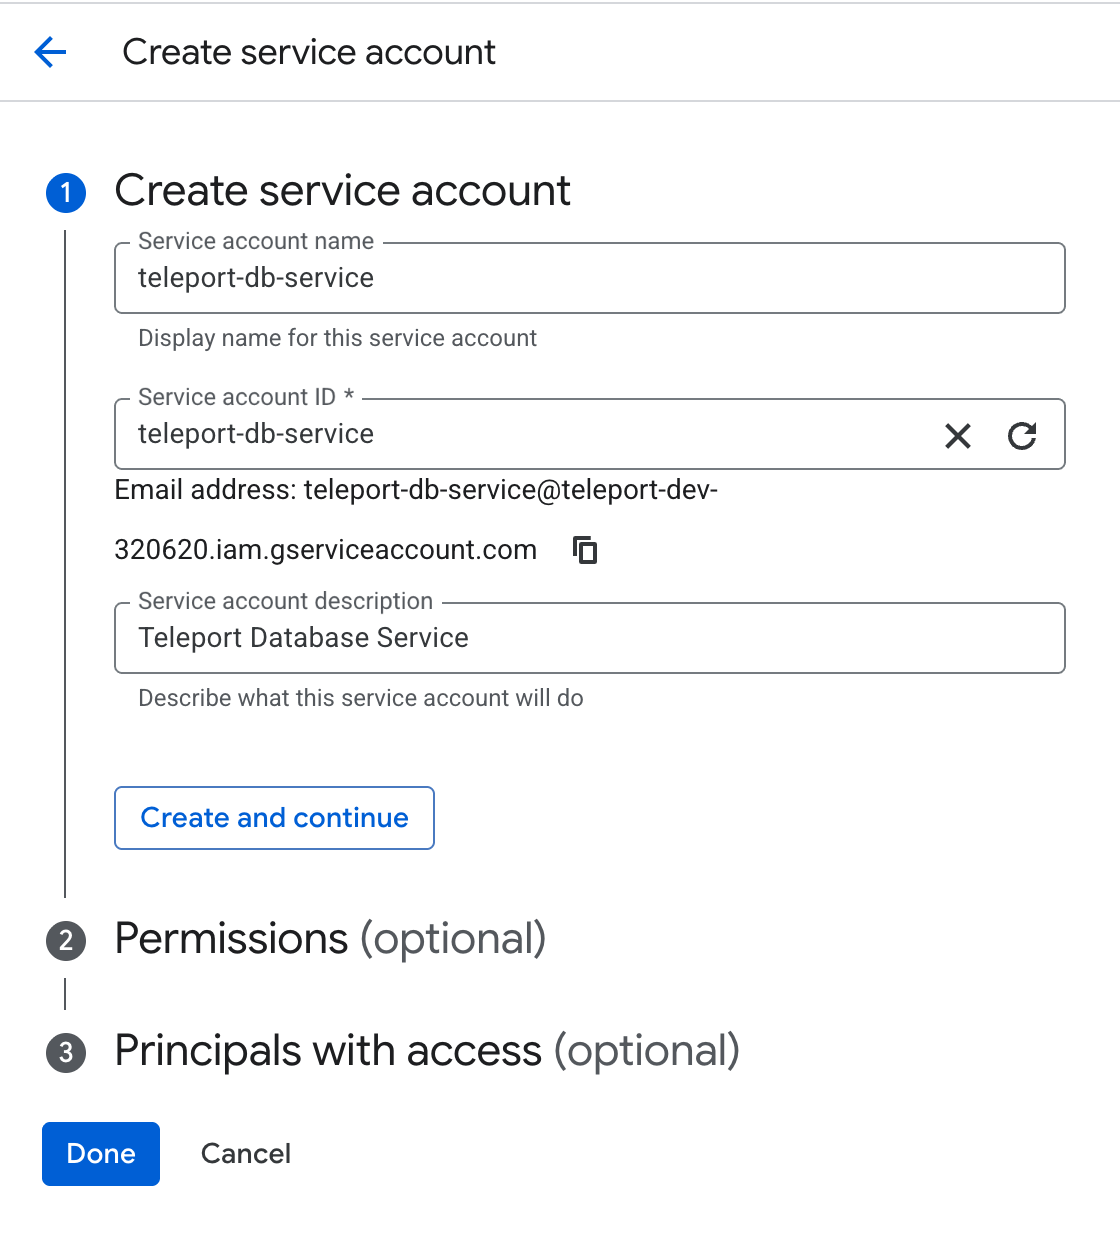 Create service account
1
Create service account
Service account name
teleport-db-service
Display name for this service account
Service account ID *
teleport-db-service
Email address: teleport-db-service@teleport-dev-
320620.iam.gserviceaccount.com
Service account description
Teleport Database Service
Describe what this service account will do
Create and continue
2 Permissions (optional)
3 Principals with access (optional)
Done Cancel